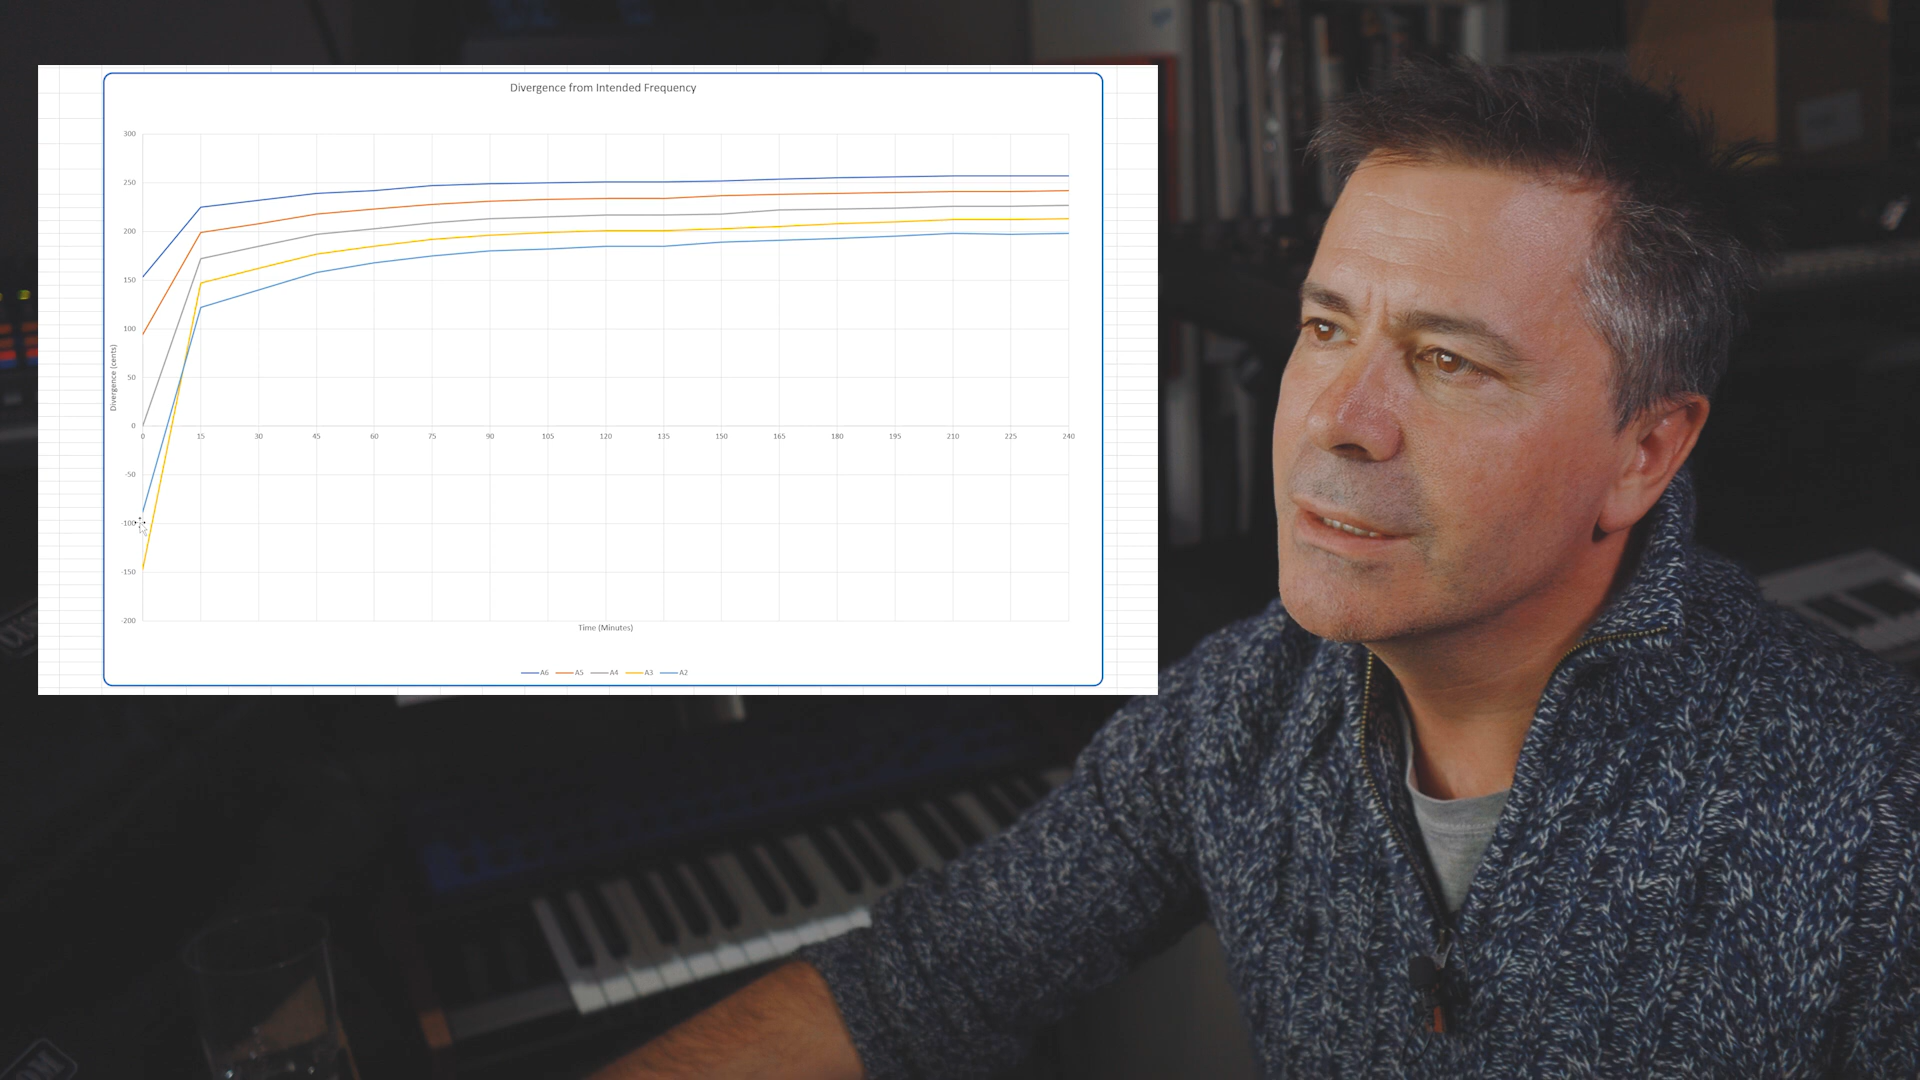 Divergence from Intended Frequency
300
250
200
150
100
50
0
-50
-100
-150
-200
Divergence (cents)
0 15 30 45 60 75 90 105 120 135 150 165 180 195 210 225 240
Time (Minutes)
A6 A5 A4 A3 A2